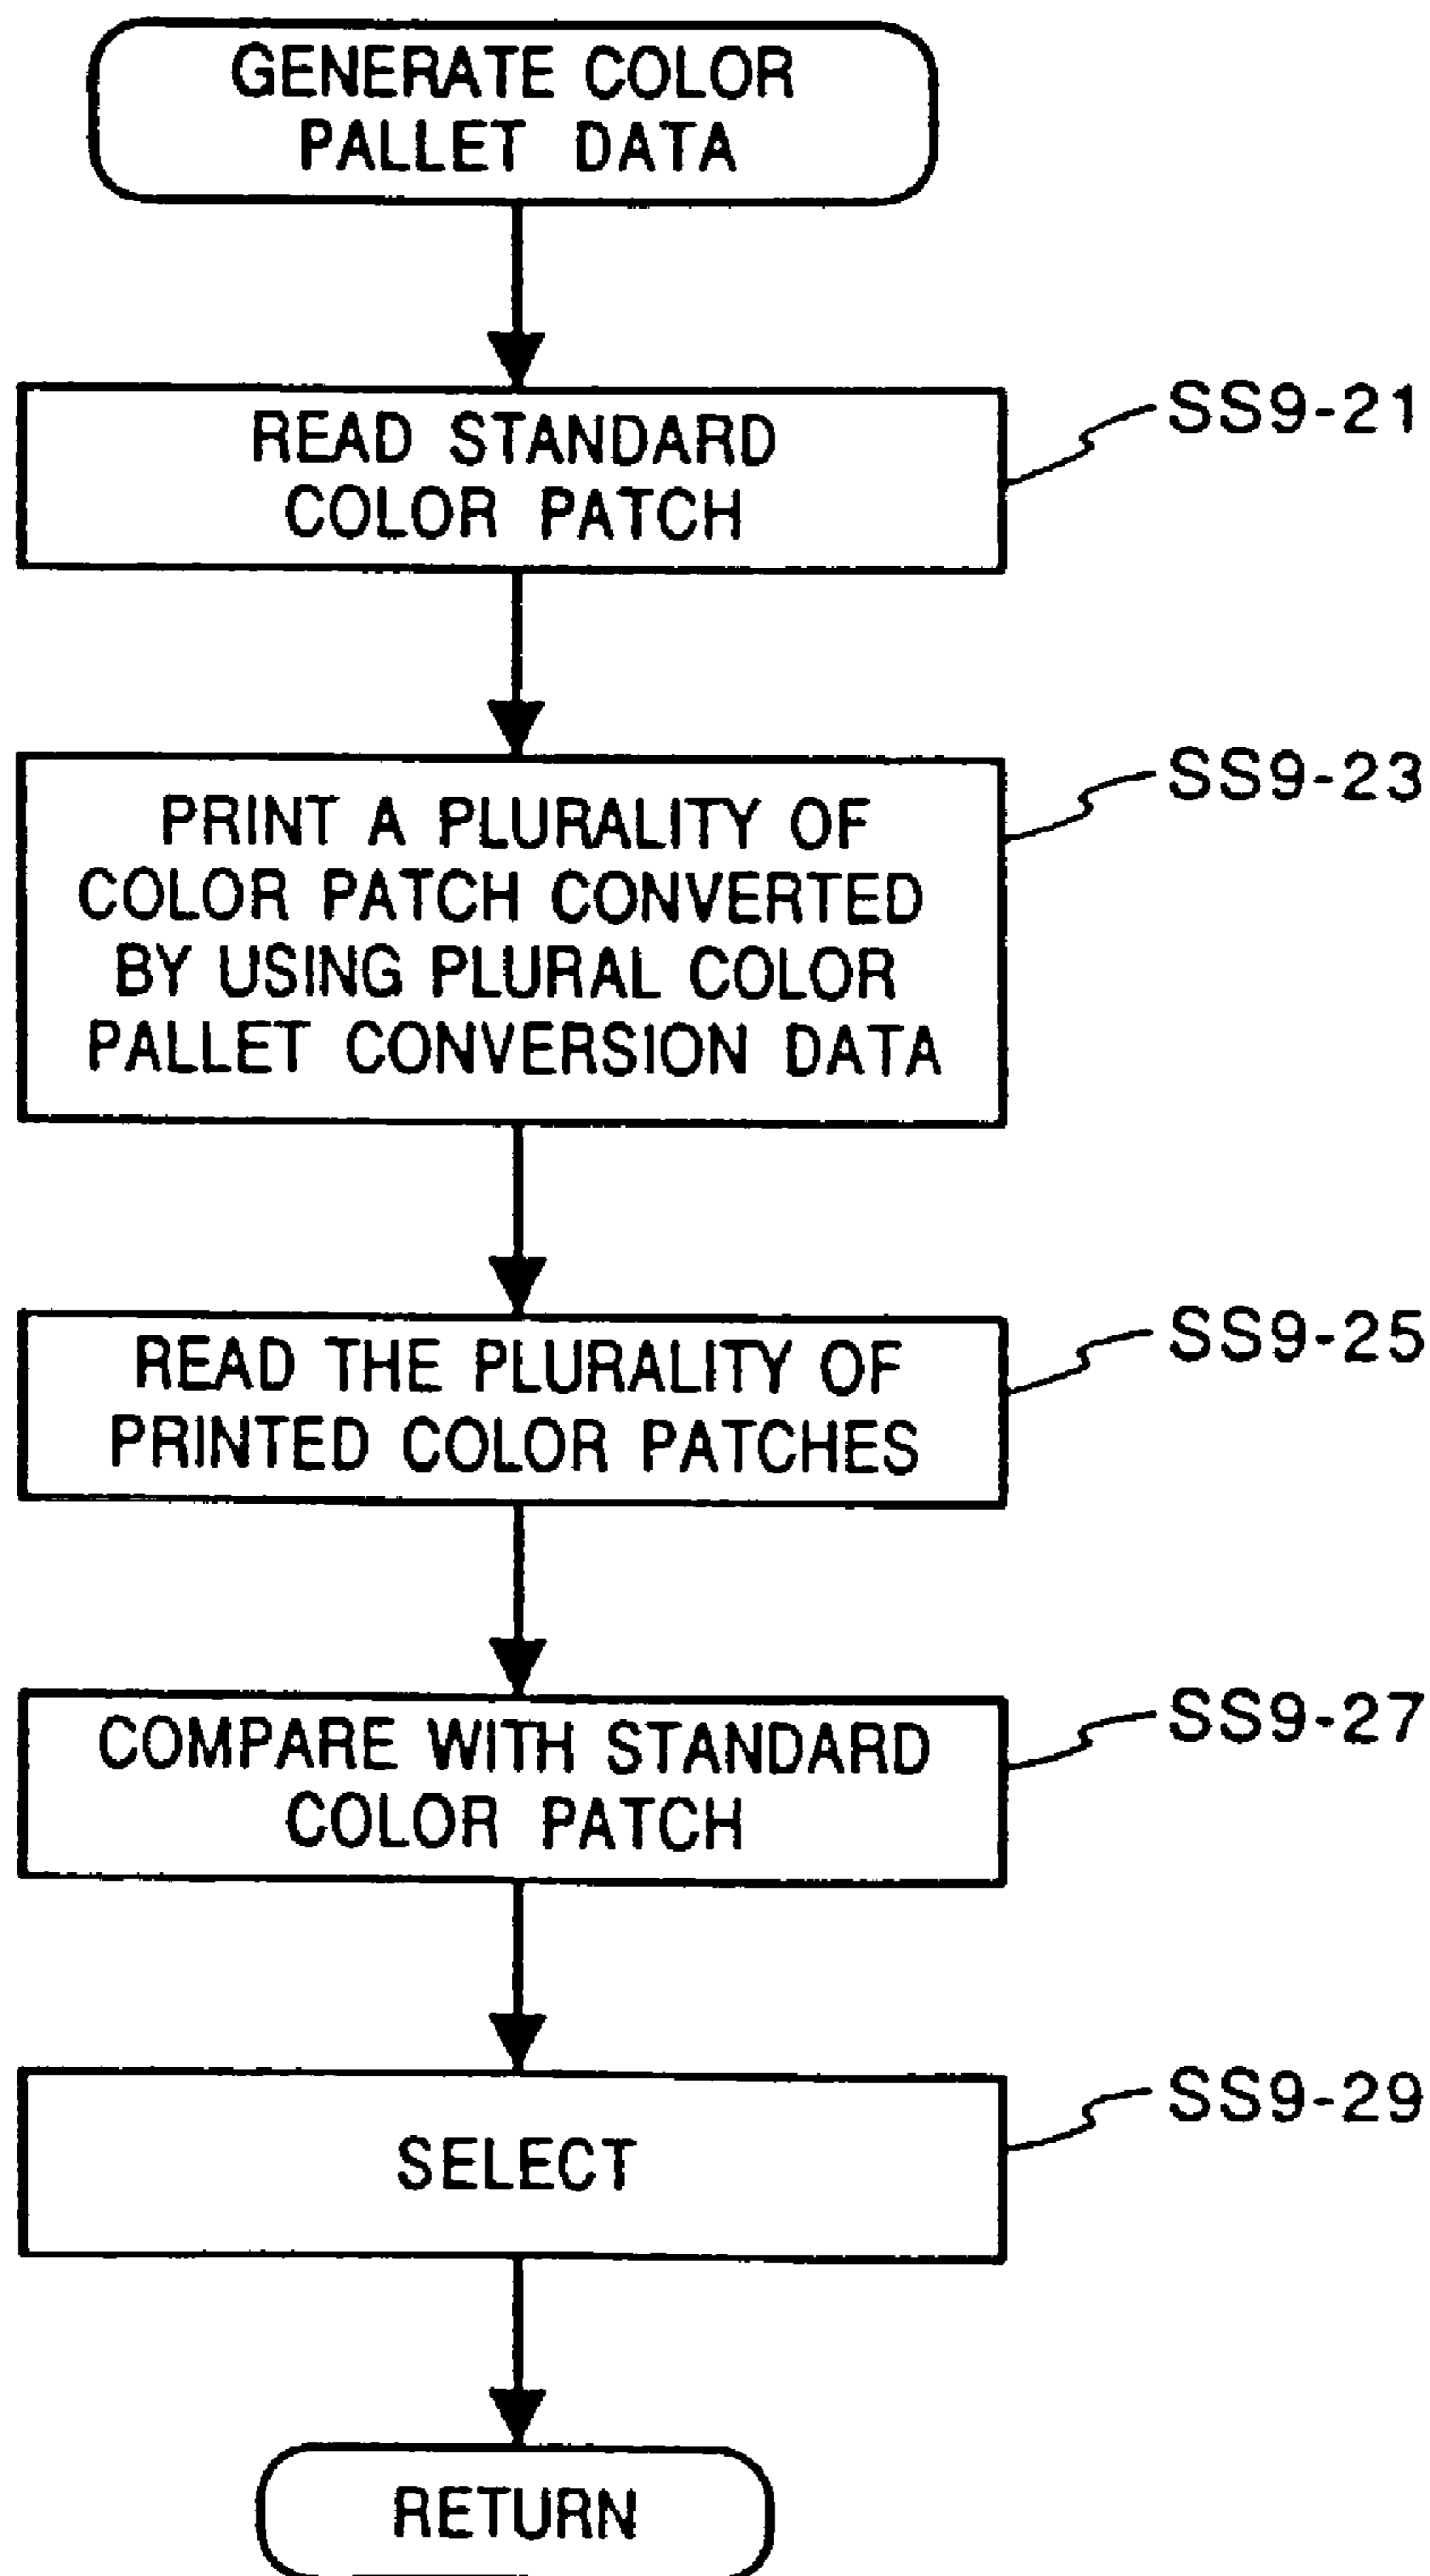 GENERATE COLOR
PALLET DATA
READ STANDARD
COLOR PATCH
SS9-21
PRINT A PLURALITY OF
COLOR PATCH CONVERTED
BY USING PLURAL COLOR
PALLET CONVERSION DATA
SS9-23
READ THE PLURALITY OF
PRINTED COLOR PATCHES
SS9-25
COMPARE WITH STANDARD
COLOR PATCH
SS9-27
SELECT
SS9-29
RETURN